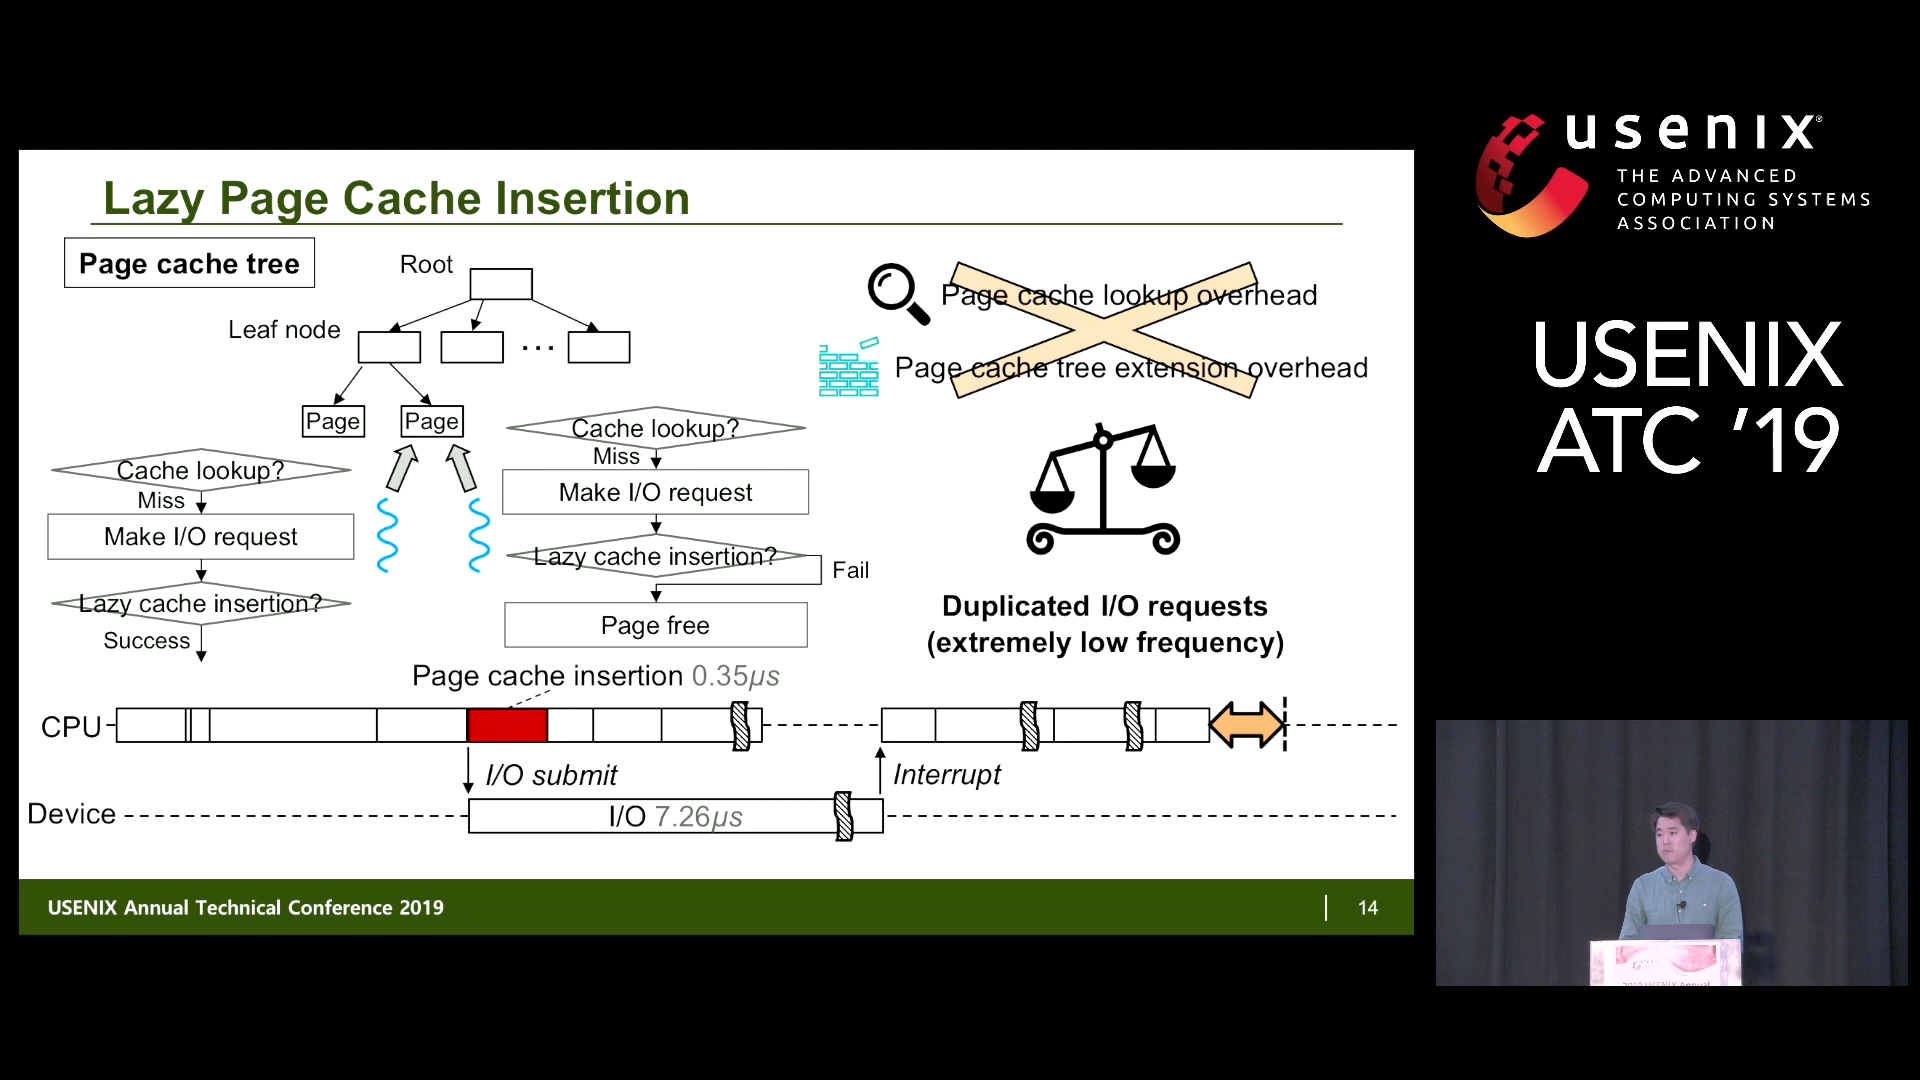 Lazy Page Cache Insertion
Page cache tree
Root
Leaf node
...
Page
Page
Cache lookup?
Miss
Make I/O request
Lazy cache insertion?
Success
Cache lookup?
Miss
Make I/O request
Lazy cache insertion?
Fail
Page free
Page cache lookup overhead
Page cache tree extension overhead
Duplicated I/O requests
(extremely low frequency)
Page cache insertion 0.35μs
CPU
I/O submit
Interrupt
Device
I/O 7.26μs
USENIX Annual Technical Conference 2019
14
usenix®
THE ADVANCED
COMPUTING SYSTEMS
ASSOCIATION
USENIX
ATC '19